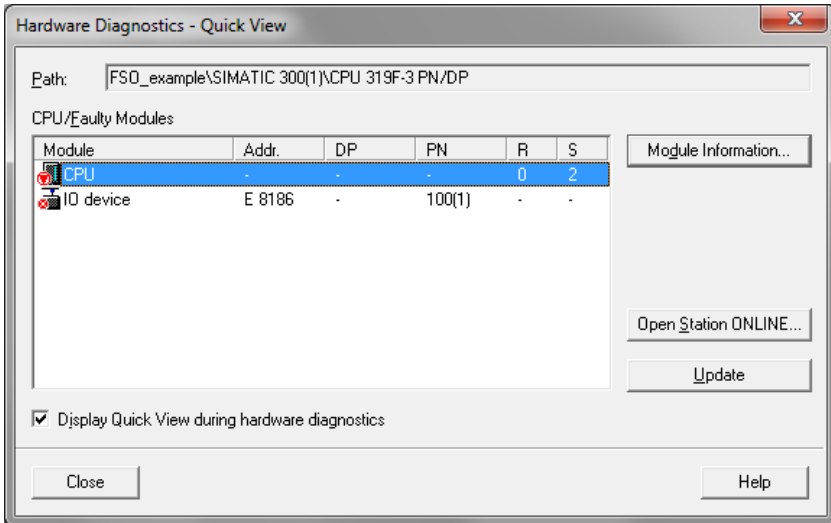 Hardware Diagnostics - Quick View
x
Path: FSO_example\SIMATIC 300(1)\CPU 319F-3 PN/DP
CPU/Faulty Modules
Module Addr. DP PN R S
CPU - - - 0 2
IO device E 8186 - 100(1) - -
Module Information...
Open Station ONLINE...
Update
Display Quick View during hardware diagnostics
Close Help